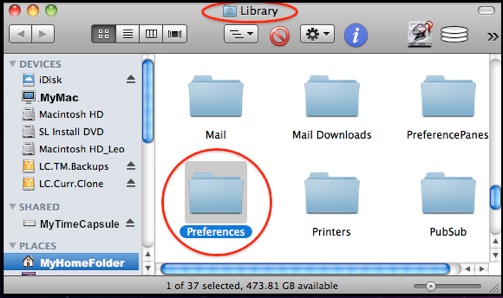 Library
DEVICES
iDisk
MyMac
Macintosh HD
SL Install DVD
Macintosh HD_Leo
LC.TM.Backups
LC.Curr.Clone
SHARED
MyTimeCapsule
PLACES
MyHomeFolder
Mail
Mail Downloads
PreferencePanes
Preferences
Printers
PubSub
1 of 37 selected, 473.81 GB available